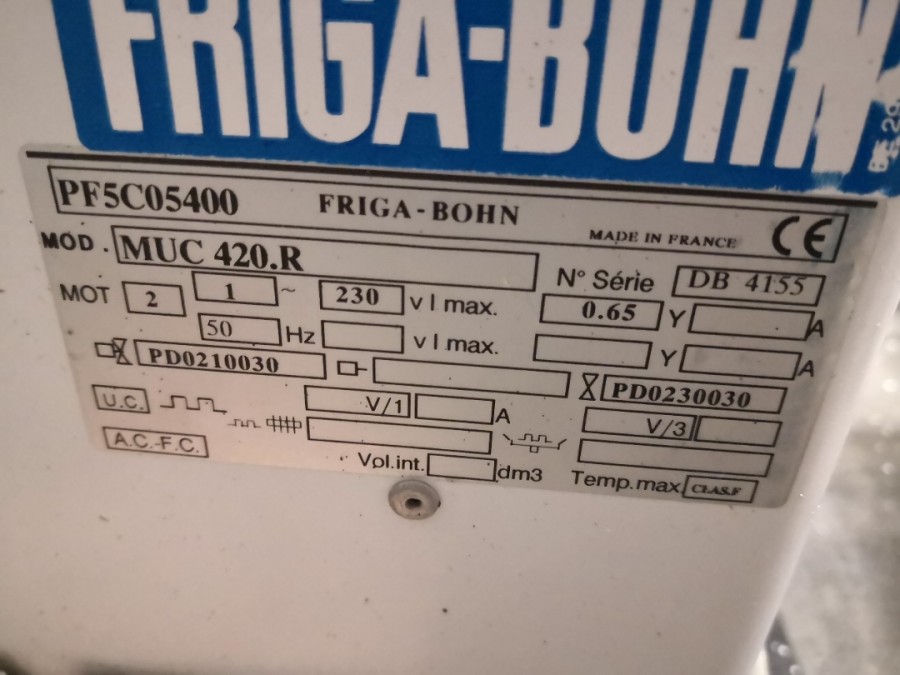 FRIGA-BOHN
PF5C05400 FRIGA-BOHN MADE IN FRANCE CE
MOD. MUC 420.R N° Série DB 4155
MOT 2 1 ~ 230 v I max. 0.65 Y A
50 Hz v I max. Y A
PD0210030 PD0230030
U.C. V/1 A V/3
A.C.-F.C.
Vol.int. dm3 Temp.max CLAS.F